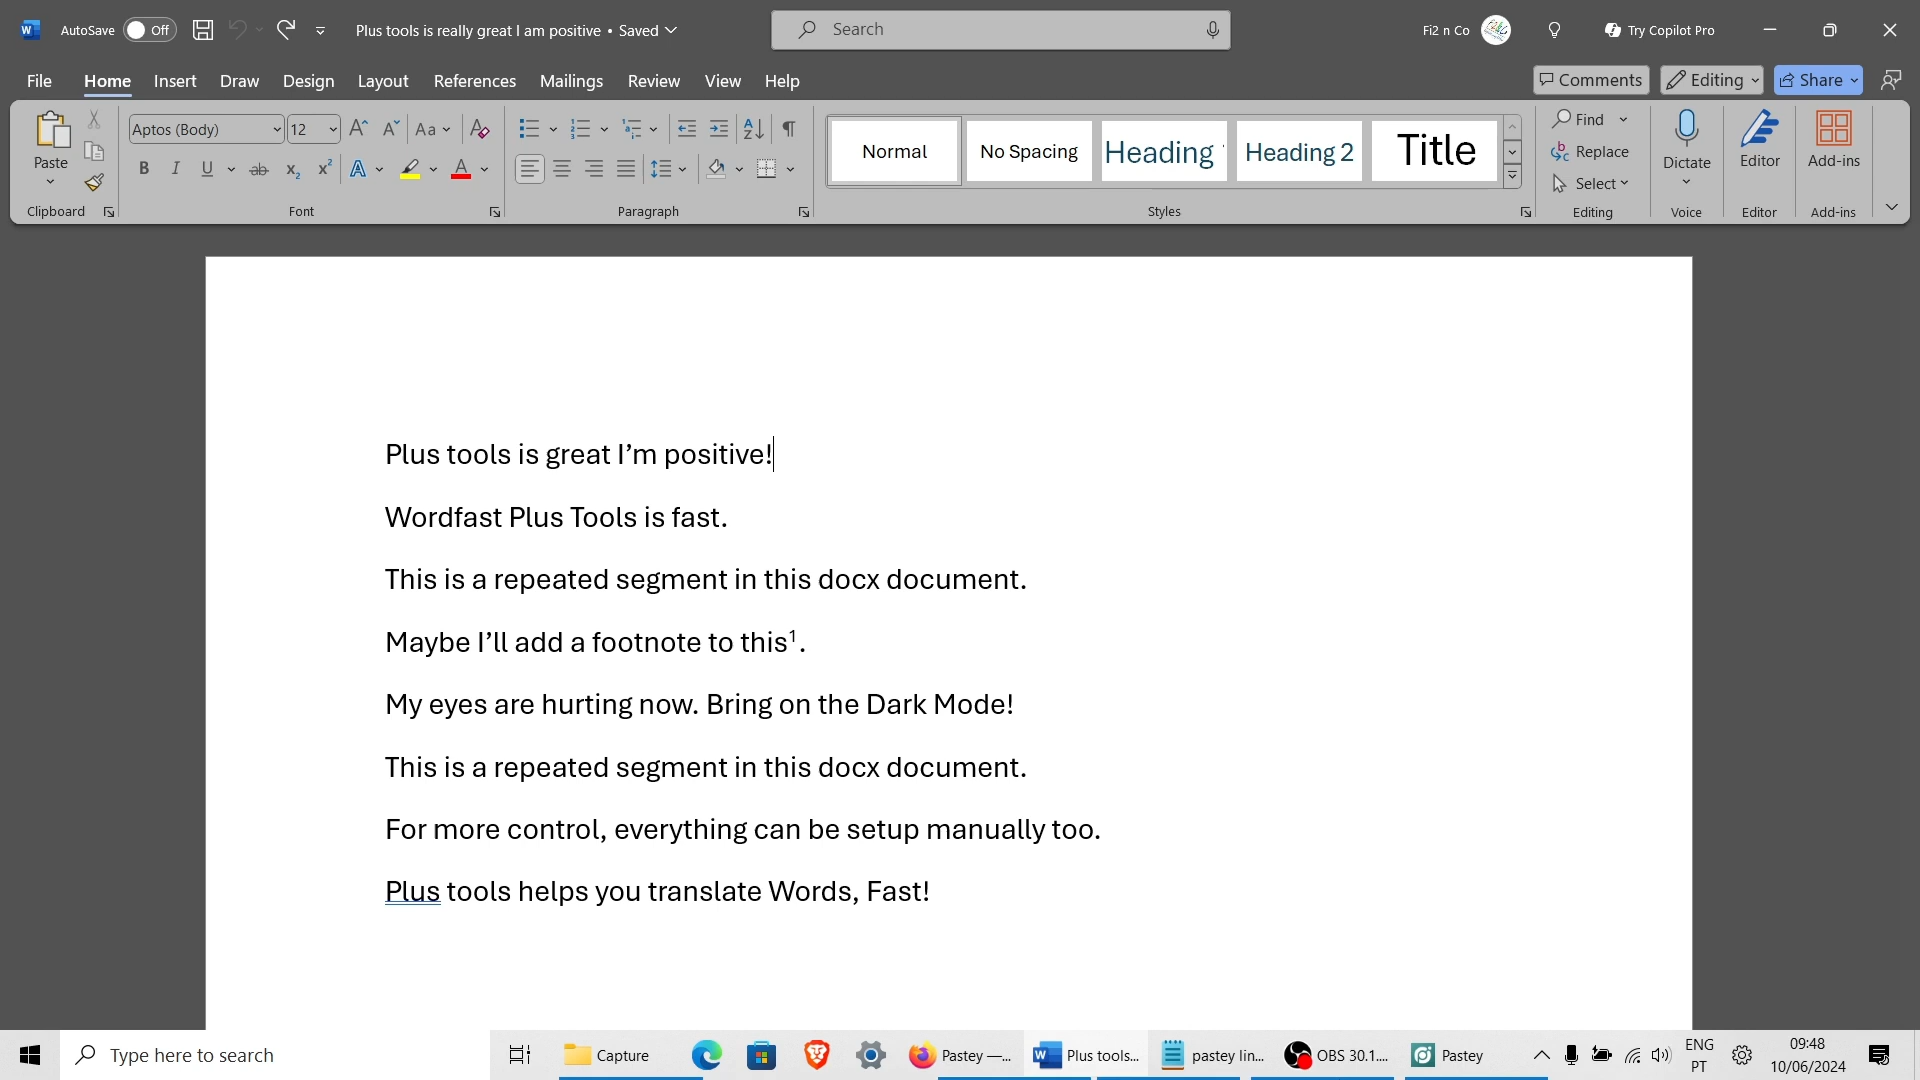 AutoSave Off Plus tools is really great I am positive • Saved Search Fi2 n Co Try Copilot Pro
File Home Insert Draw Design Layout References Mailings Review View Help Comments Editing Share
Paste Aptos (Body) 12 Aa Normal No Spacing Heading 1 Heading 2 Title Find Replace Select Dictate Editor Add-ins
Clipboard Font Paragraph Styles Editing Voice Editor Add-ins
Plus tools is great I’m positive!
Wordfast Plus Tools is fast.
This is a repeated segment in this docx document.
Maybe I’ll add a footnote to this¹.
My eyes are hurting now. Bring on the Dark Mode!
This is a repeated segment in this docx document.
For more control, everything can be setup manually too.
Plus tools helps you translate Words, Fast!
Type here to search Capture Pastey —... Plus tools... pastey lin... OBS 30.1.... Pastey ENG PT 09:48 10/06/2024